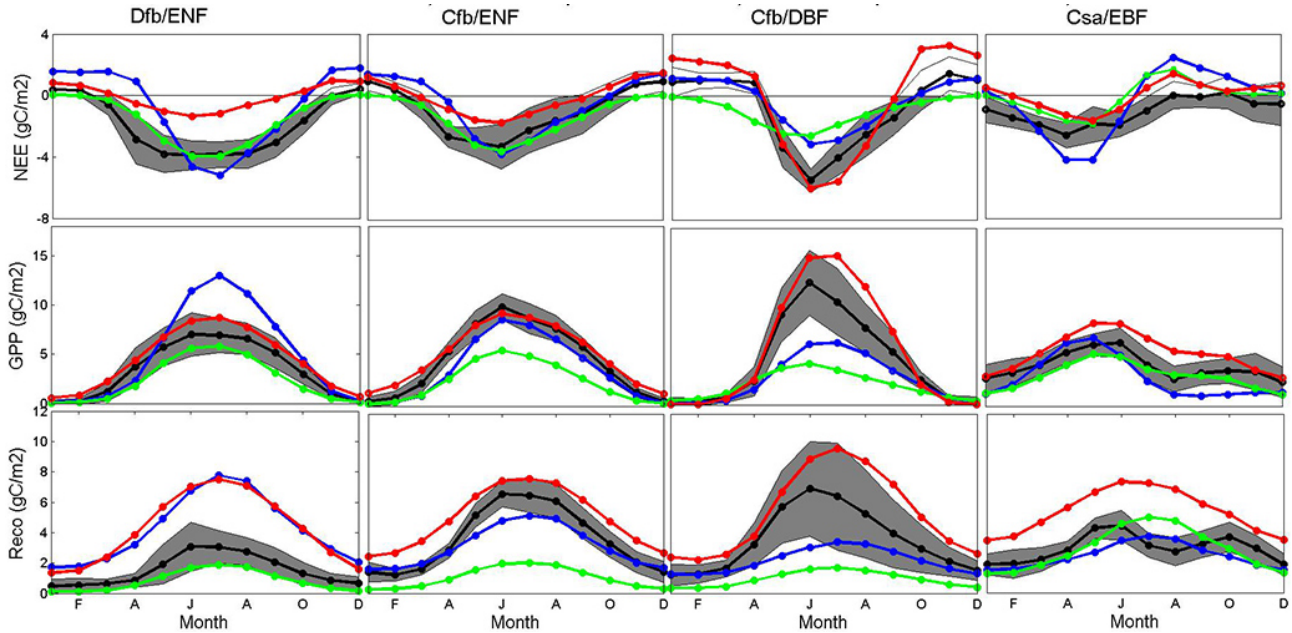 Dfb/ENF Cfb/ENF Cfb/DBF Csa/EBF
NEE (gC/m2)
4
0
-4
-8
GPP (gC/m2)
15
10
5
0
Reco (gC/m2)
12
10
8
6
4
2
0
F A J A O D F A J A O D F A J A O D F A J A O D
Month Month Month Month